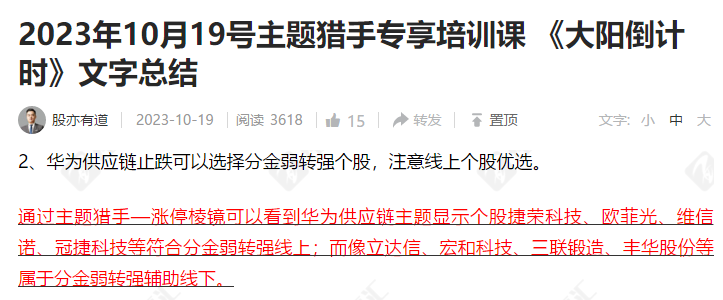 2023年10月19号主题猎手专享培训课 《大阳倒计
时》文字总结
股亦有道 2023-10-19 阅读 3618 15 转发 置顶 文字: 小 中 大
2、华为供应链止跌可以选择分金弱转强个股，注意线上个股优选。
通过主题猎手—涨停棱镜可以看到华为供应链主题显示个股捷荣科技、欧菲光、维信
诺、冠捷科技等符合分金弱转强线上；而像立达信、宏和科技、三联锻造、丰华股份等
属于分金弱转强辅助线下。